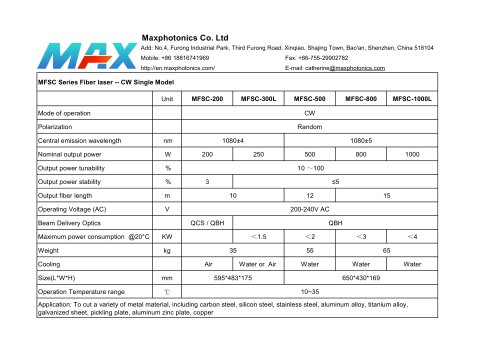 MAX
Maxphotonics Co. Ltd
Add: No.4, Furong Industrial Park, Third Furong Road, Xinqiao, Shajing Town, Bao'an, Shenzhen, China 518104
Mobile: +86 18816741969 Fax: +86-755-29902782
http://en.maxphotonics.com/ E-mail: catherine@maxphotonics.com
MFSC Series Fiber laser -- CW Single Model
Unit MFSC-200 MFSC-300L MFSC-500 MFSC-800 MFSC-1000L
Mode of operation CW
Polarization Random
Central emission wavelength nm 1080±4 1080±5
Nominal output power W 200 250 500 800 1000
Output power tunability % 10 ~100
Output power stability % 3 ≤5
Output fiber length m 10 12 15
Operating Voltage (AC) V 200-240V AC
Beam Delivery Optics QCS / QBH QBH
Maximum power consumption @20°C KW <1.5 <2 <3 <4
Weight kg 35 55 65
Cooling Air Water or Air Water Water Water
Size(L*W*H) mm 595*483*175 650*430*169
Operation Temperature range ℃ 10~35
Application: To cut a variety of metal material, including carbon steel, silicon steel, stainless steel, aluminum alloy, titanium alloy,
galvanized sheet, pickling plate, aluminum zinc plate, copper